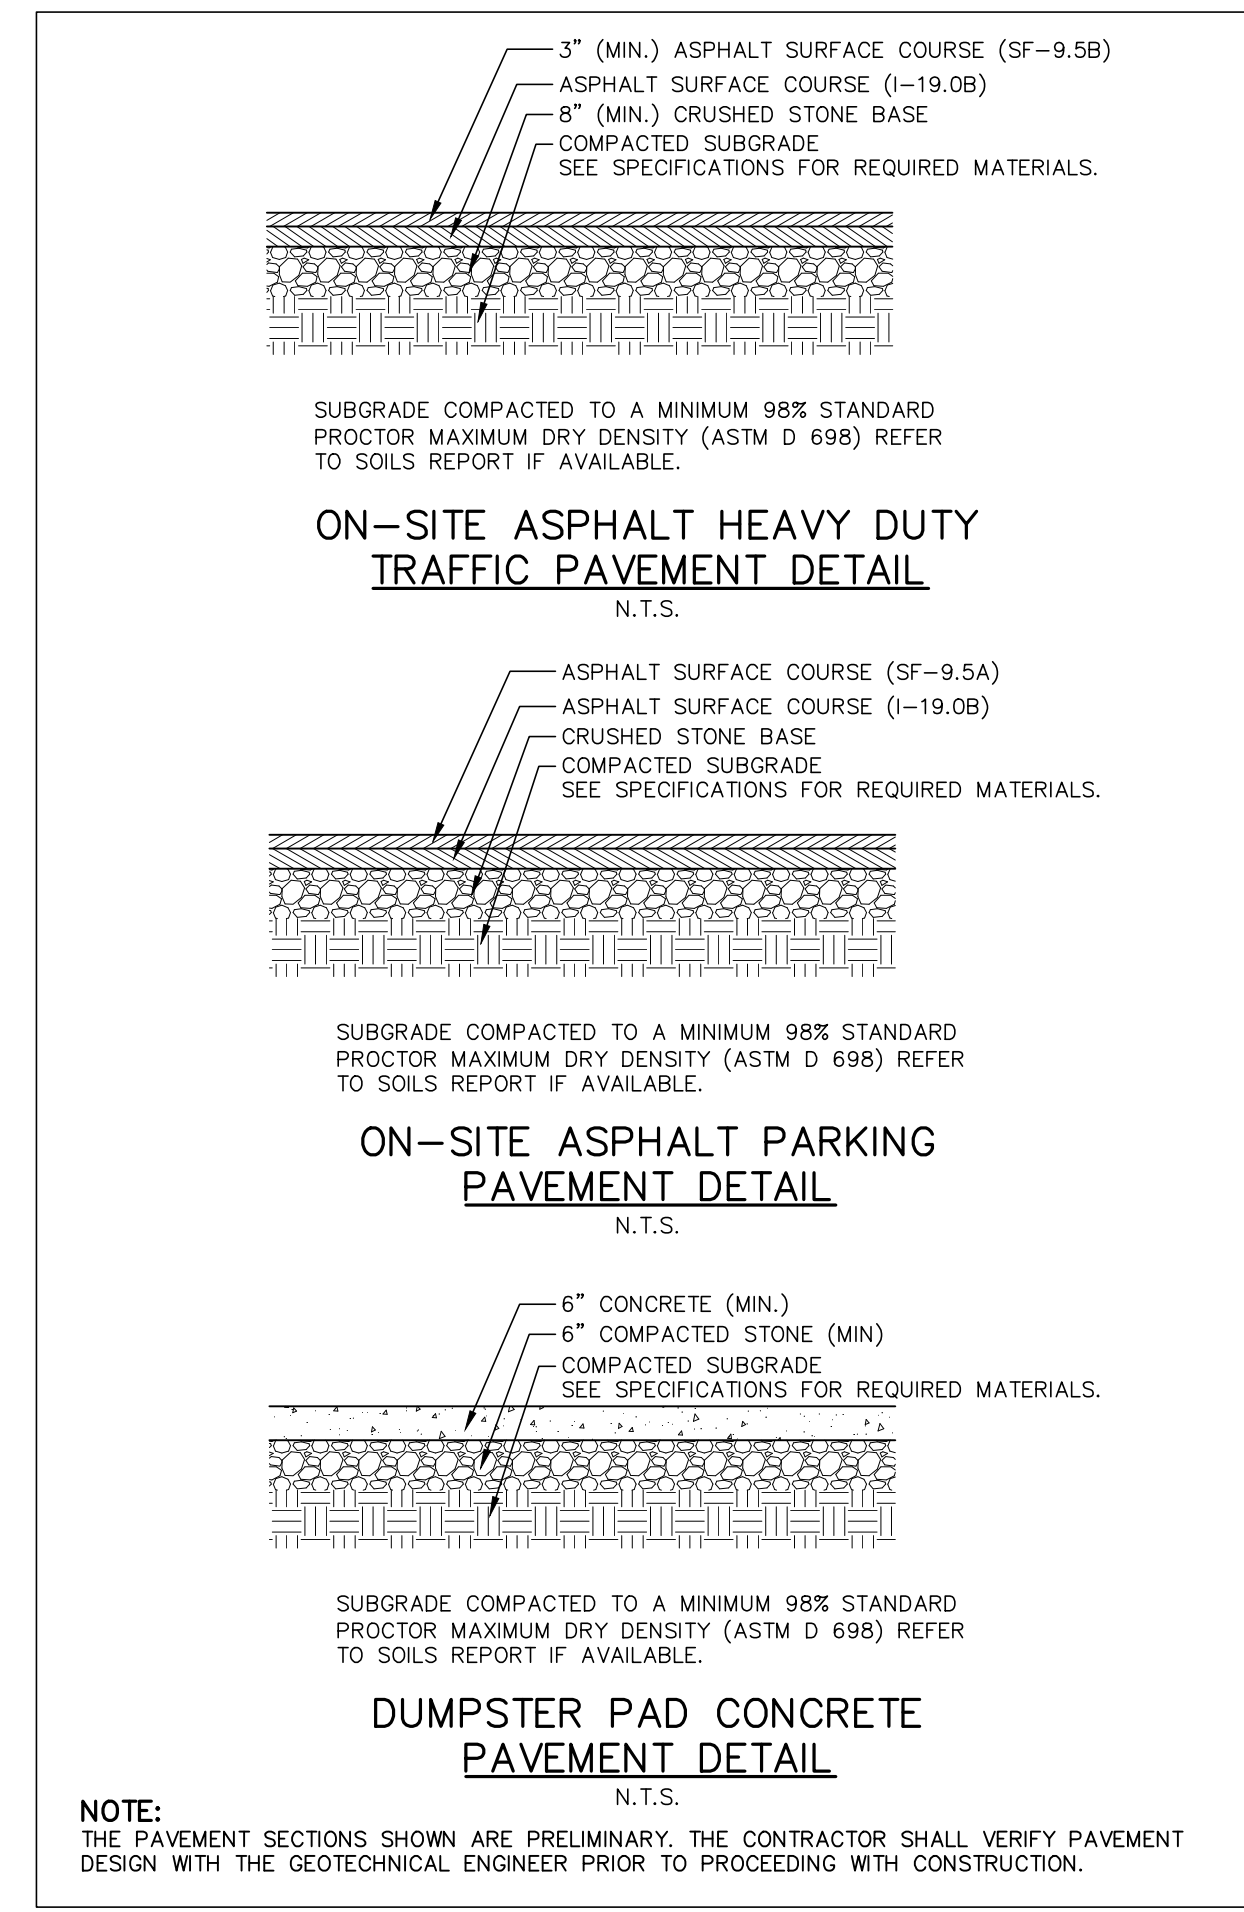 3” (MIN.) ASPHALT SURFACE COURSE (SF-9.5B)
ASPHALT SURFACE COURSE (I-19.0B)
8” (MIN.) CRUSHED STONE BASE
COMPACTED SUBGRADE
SEE SPECIFICATIONS FOR REQUIRED MATERIALS.
SUBGRADE COMPACTED TO A MINIMUM 98% STANDARD
PROCTOR MAXIMUM DRY DENSITY (ASTM D 698) REFER
TO SOILS REPORT IF AVAILABLE.
ON-SITE ASPHALT HEAVY DUTY
TRAFFIC PAVEMENT DETAIL
N.T.S.
ASPHALT SURFACE COURSE (SF-9.5A)
ASPHALT SURFACE COURSE (I-19.0B)
CRUSHED STONE BASE
COMPACTED SUBGRADE
SEE SPECIFICATIONS FOR REQUIRED MATERIALS.
SUBGRADE COMPACTED TO A MINIMUM 98% STANDARD
PROCTOR MAXIMUM DRY DENSITY (ASTM D 698) REFER
TO SOILS REPORT IF AVAILABLE.
ON-SITE ASPHALT PARKING
PAVEMENT DETAIL
N.T.S.
6” CONCRETE (MIN.)
6” COMPACTED STONE (MIN)
COMPACTED SUBGRADE
SEE SPECIFICATIONS FOR REQUIRED MATERIALS.
SUBGRADE COMPACTED TO A MINIMUM 98% STANDARD
PROCTOR MAXIMUM DRY DENSITY (ASTM D 698) REFER
TO SOILS REPORT IF AVAILABLE.
DUMPSTER PAD CONCRETE
PAVEMENT DETAIL
N.T.S.
NOTE:
THE PAVEMENT SECTIONS SHOWN ARE PRELIMINARY. THE CONTRACTOR SHALL VERIFY PAVEMENT
DESIGN WITH THE GEOTECHNICAL ENGINEER PRIOR TO PROCEEDING WITH CONSTRUCTION.